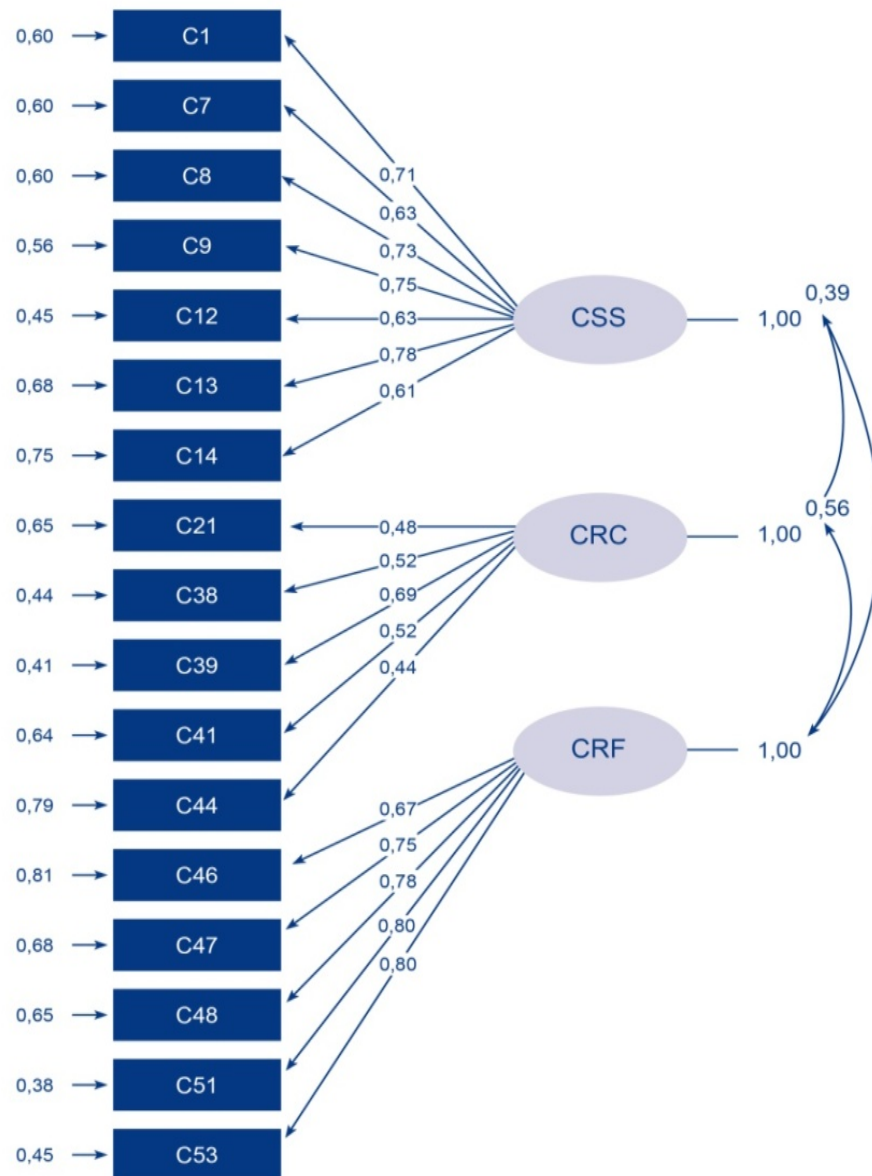 0,60 C1
0,60 C7
0,60 C8 0,71
0,63
0,56 C9 0,73
0,75
0,45 C12 0,63 CSS 1,00 0,39
0,68 C13 0,78
0,61
0,75 C14
0,65 C21 0,48 CRC 1,00 0,56
0,52
0,44 C38 0,69
0,52
0,41 C39 0,44
0,64 C41 CRF 1,00
0,79 C44 0,67
0,75
0,81 C46 0,78
0,80
0,68 C47 0,80
0,65 C48
0,38 C51
0,45 C53